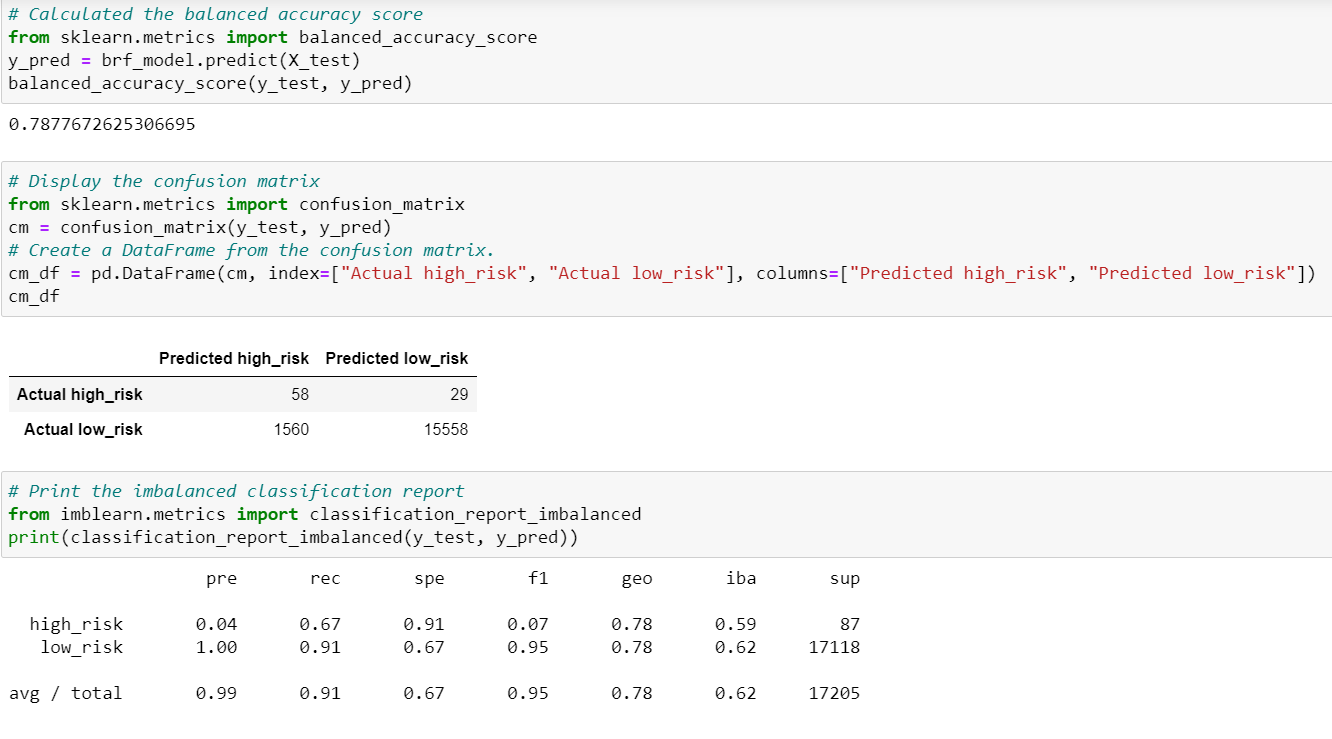 # Calculated the balanced accuracy score
from sklearn.metrics import balanced_accuracy_score
y_pred = brf_model.predict(X_test)
balanced_accuracy_score(y_test, y_pred)
0.7877672625306695
# Display the confusion matrix
from sklearn.metrics import confusion_matrix
cm = confusion_matrix(y_test, y_pred)
# Create a DataFrame from the confusion matrix.
cm_df = pd.DataFrame(cm, index=["Actual high_risk", "Actual low_risk"], columns=["Predicted high_risk", "Predicted low_risk"])
cm_df
Predicted high_risk Predicted low_risk
Actual high_risk 58 29
Actual low_risk 1560 15558
# Print the imbalanced classification report
from imblearn.metrics import classification_report_imbalanced
print(classification_report_imbalanced(y_test, y_pred))
pre rec spe f1 geo iba sup
high_risk 0.04 0.67 0.91 0.07 0.78 0.59 87
low_risk 1.00 0.91 0.67 0.95 0.78 0.62 17118
avg / total 0.99 0.91 0.67 0.95 0.78 0.62 17205